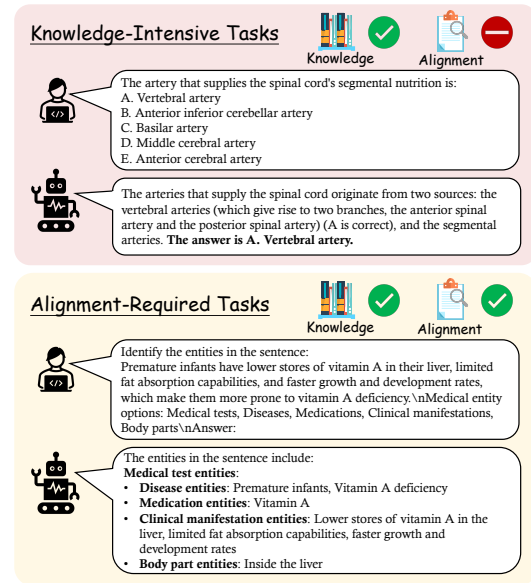 Knowledge-Intensive Tasks
Knowledge
Alignment
The artery that supplies the spinal cord's segmental nutrition is:
A. Vertebral artery
B. Anterior inferior cerebellar artery
C. Basilar artery
D. Middle cerebral artery
E. Anterior cerebral artery
The arteries that supply the spinal cord originate from two sources: the
vertebral arteries (which give rise to two branches, the anterior spinal
artery and the posterior spinal artery) (A is correct), and the segmental
arteries. The answer is A. Vertebral artery.
Alignment-Required Tasks
Knowledge
Alignment
Identify the entities in the sentence:
Premature infants have lower stores of vitamin A in their liver, limited
fat absorption capabilities, and faster growth and development rates,
which make them more prone to vitamin A deficiency.\nMedical entity
options: Medical tests, Diseases, Medications, Clinical manifestations,
Body parts\nAnswer:
The entities in the sentence include:
Medical test entities:
• Disease entities: Premature infants, Vitamin A deficiency
• Medication entities: Vitamin A
• Clinical manifestation entities: Lower stores of vitamin A in the
liver, limited fat absorption capabilities, faster growth and
development rates
• Body part entities: Inside the liver